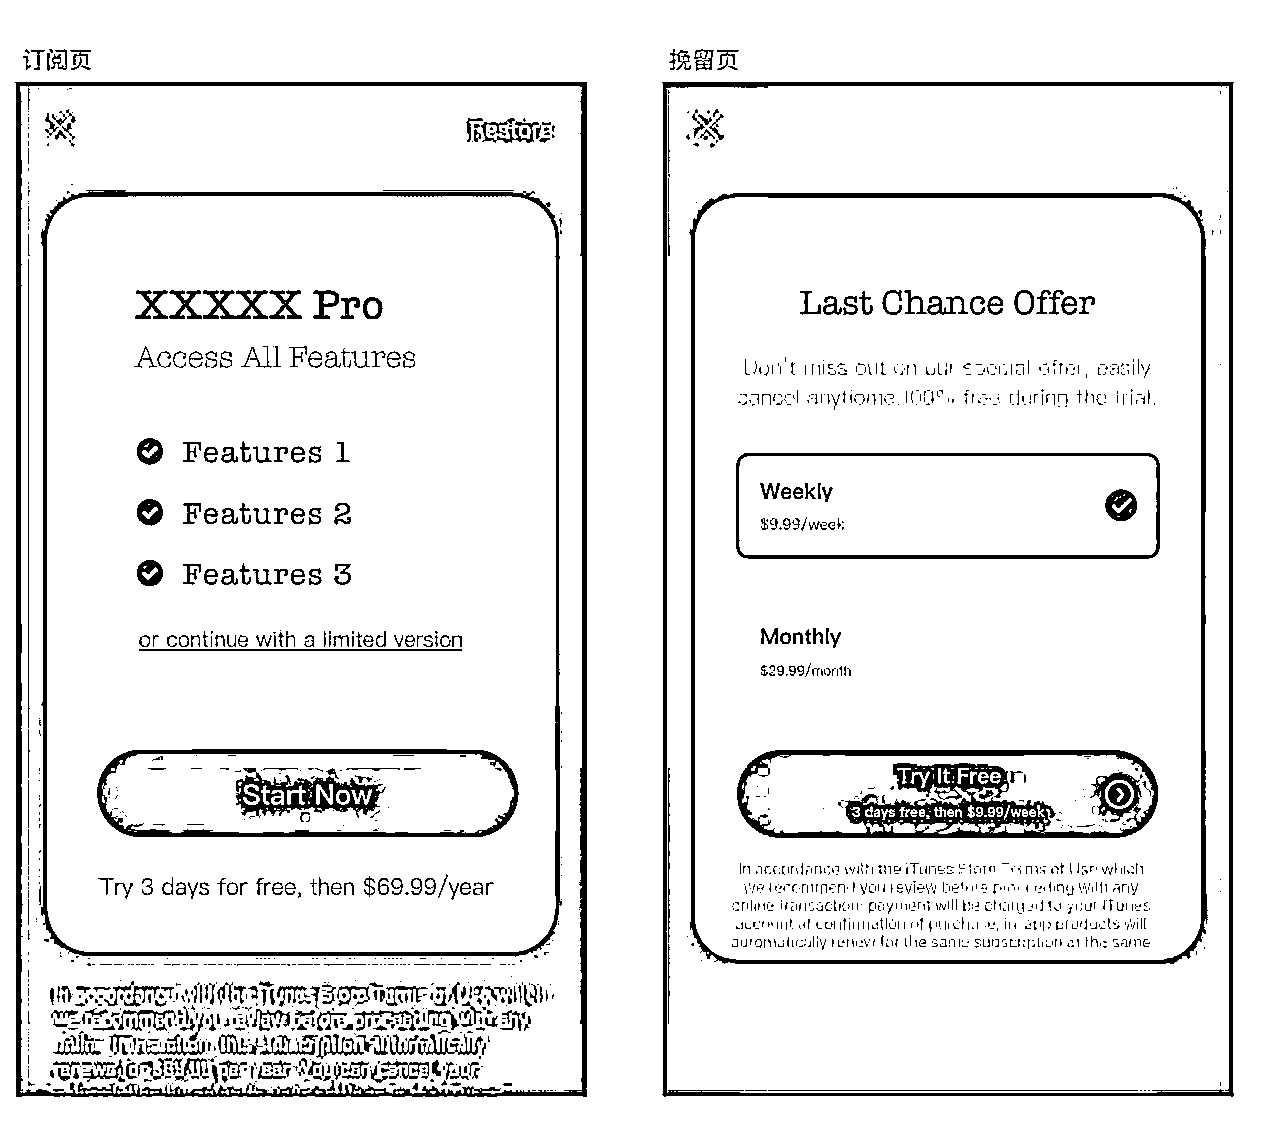 订阅页
Restore
XXXXX Pro
Access All Features
Features 1
Features 2
Features 3
or continue with a limited version
Start Now
Try 3 days for free, then $69.99/year
In accordance with the iTunes Store Terms of Use which
we recommend you review before proceeding with any
online transaction, this subscription automatically
renews for per year You can cancel your
挽留页
Last Chance Offer
Don't miss out on our special offer, easily
cancel anytiome.100% free during the trial.
Weekly
$9.99/week
Monthly
$29.99/month
Try It Free
3 days free, then $9.99/week
In accordance with the iTunes Store Terms of Use which
we recommend you review before proceeding with any
online transaction: payment will be charged to your iTunes
account at confirmation of purchase, in-app products will
automatically renew for the same subscription at the same